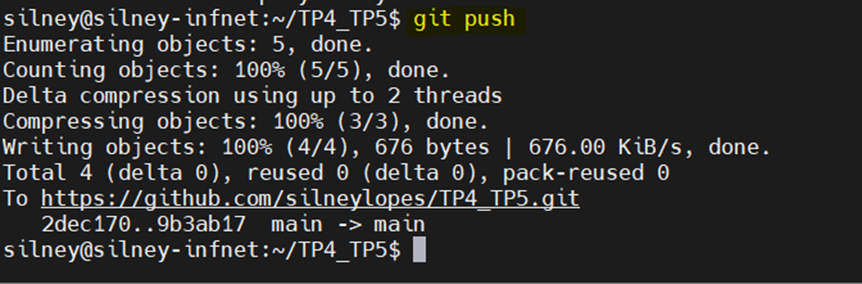 silney@silney-infnet:~/TP4_TP5$ git push
Enumerating objects: 5, done.
Counting objects: 100% (5/5), done.
Delta compression using up to 2 threads
Compressing objects: 100% (3/3), done.
Writing objects: 100% (4/4), 676 bytes | 676.00 KiB/s, done.
Total 4 (delta 0), reused 0 (delta 0), pack-reused 0
To https://github.com/silneylopes/TP4_TP5.git
   2dec170..9b3ab17  main -> main
silney@silney-infnet:~/TP4_TP5$